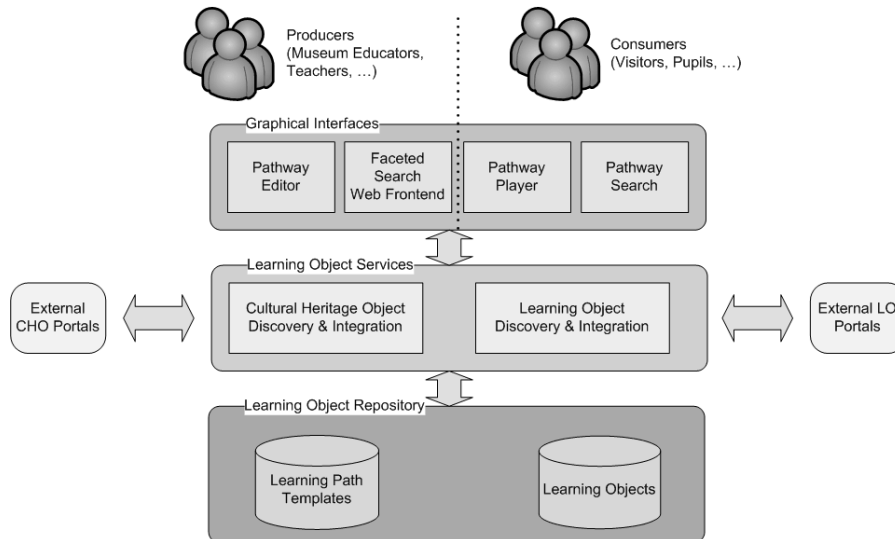 Producers
(Museum Educators,
Teachers, ...)
Consumers
(Visitors, Pupils, ...)
Graphical Interfaces
Pathway
Editor
Faceted
Search
Web Frontend
Pathway
Player
Pathway
Search
Learning Object Services
External
CHO Portals
Cultural Heritage Object
Discovery & Integration
Learning Object
Discovery & Integration
External LO
Portals
Learning Object Repository
Learning Path
Templates
Learning Objects